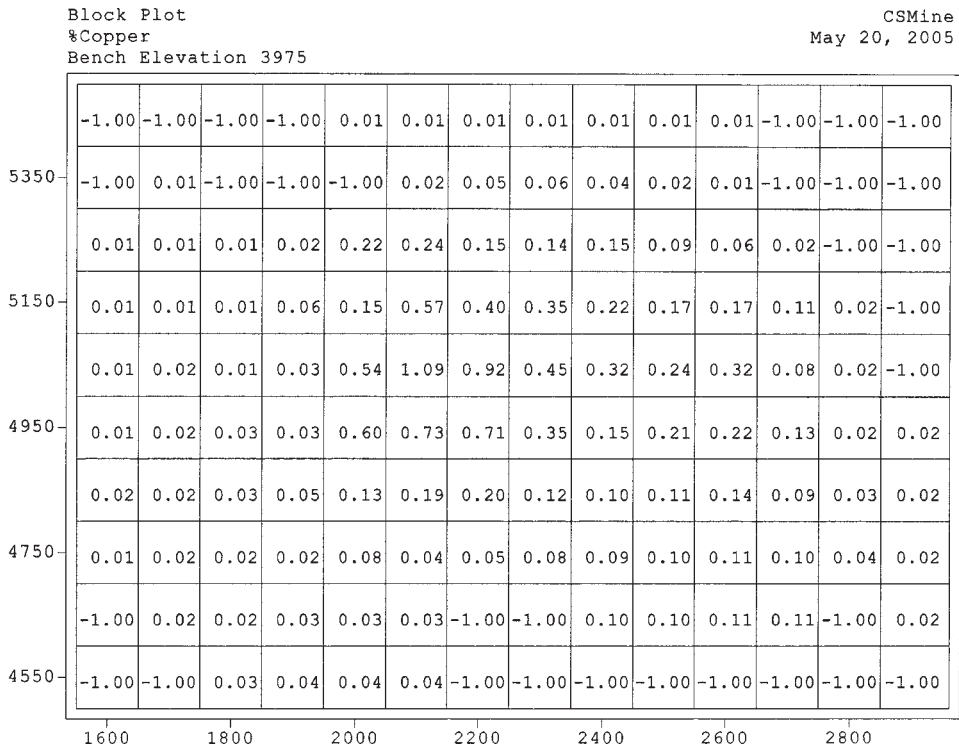 Block Plot CSMine
%Copper May 20, 2005
Bench Elevation 3975
-1.00 -1.00 -1.00 -1.00 0.01 0.01 0.01 0.01 0.01 0.01 0.01 -1.00 -1.00 -1.00
5350 -1.00 0.01 -1.00 -1.00 -1.00 0.02 0.05 0.06 0.04 0.02 0.01 -1.00 -1.00 -1.00
0.01 0.01 0.01 0.02 0.22 0.24 0.15 0.14 0.15 0.09 0.06 0.02 -1.00 -1.00
5150 0.01 0.01 0.01 0.06 0.15 0.57 0.40 0.35 0.22 0.17 0.17 0.11 0.02 -1.00
0.01 0.02 0.01 0.03 0.54 1.09 0.92 0.45 0.32 0.24 0.32 0.08 0.02 -1.00
4950 0.01 0.02 0.03 0.03 0.60 0.73 0.71 0.35 0.15 0.21 0.22 0.13 0.02 0.02
0.02 0.02 0.03 0.05 0.13 0.19 0.20 0.12 0.10 0.11 0.14 0.09 0.03 0.02
4750 0.01 0.02 0.02 0.02 0.08 0.04 0.05 0.08 0.09 0.10 0.11 0.10 0.04 0.02
-1.00 0.02 0.02 0.03 0.03 0.03 -1.00 -1.00 0.10 0.10 0.11 0.11 -1.00 0.02
4550 -1.00 -1.00 0.03 0.04 0.04 0.04 -1.00 -1.00 -1.00 -1.00 -1.00 -1.00 -1.00 -1.00
1600 1800 2000 2200 2400 2600 2800